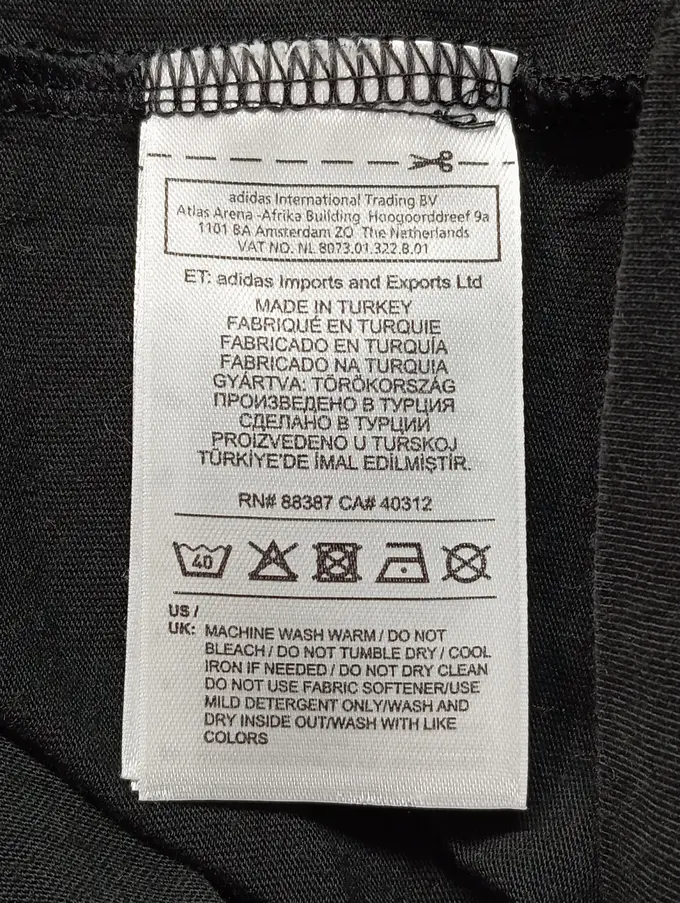 adidas International Trading BV
Atlas Arena -Afrika Building Hoogoorddreef 9a
1101 BA Amsterdam ZO The Netherlands
VAT NO. NL 8073.01.322.B.01
ET: adidas Imports and Exports Ltd
MADE IN TURKEY
FABRIQUÉ EN TURQUIE
FABRICADO EN TURQUÍA
FABRICADO NA TURQUIA
GYÁRTVA: TÖRÖKORSZÁG
ПРОИЗВЕДЕНО В ТУРЦИЯ
СДЕЛАНО В ТУРЦИИ
PROIZVEDENO U TURSKOJ
TÜRKİYE'DE İMAL EDİLMİŞTİR.
RN# 88387 CA# 40312
40
US /
UK: MACHINE WASH WARM / DO NOT
BLEACH / DO NOT TUMBLE DRY / COOL
IRON IF NEEDED / DO NOT DRY CLEAN
DO NOT USE FABRIC SOFTENER/USE
MILD DETERGENT ONLY/WASH AND
DRY INSIDE OUT/WASH WITH LIKE
COLORS